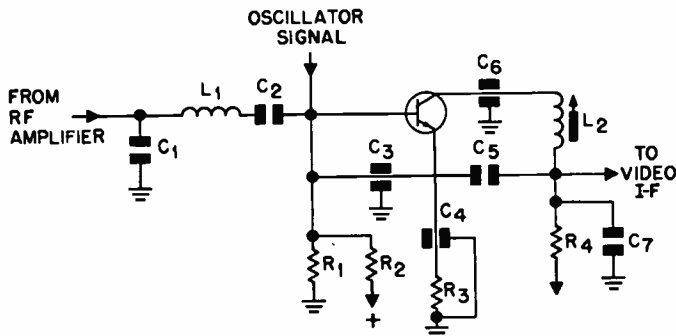 OSCILLATOR
SIGNAL
FROM
RF
AMPLIFIER
L1
C2
C1
C6
L2
C3
C5
TO
VIDEO
I-F
C4
R1
R2
R3
R4
C7
+